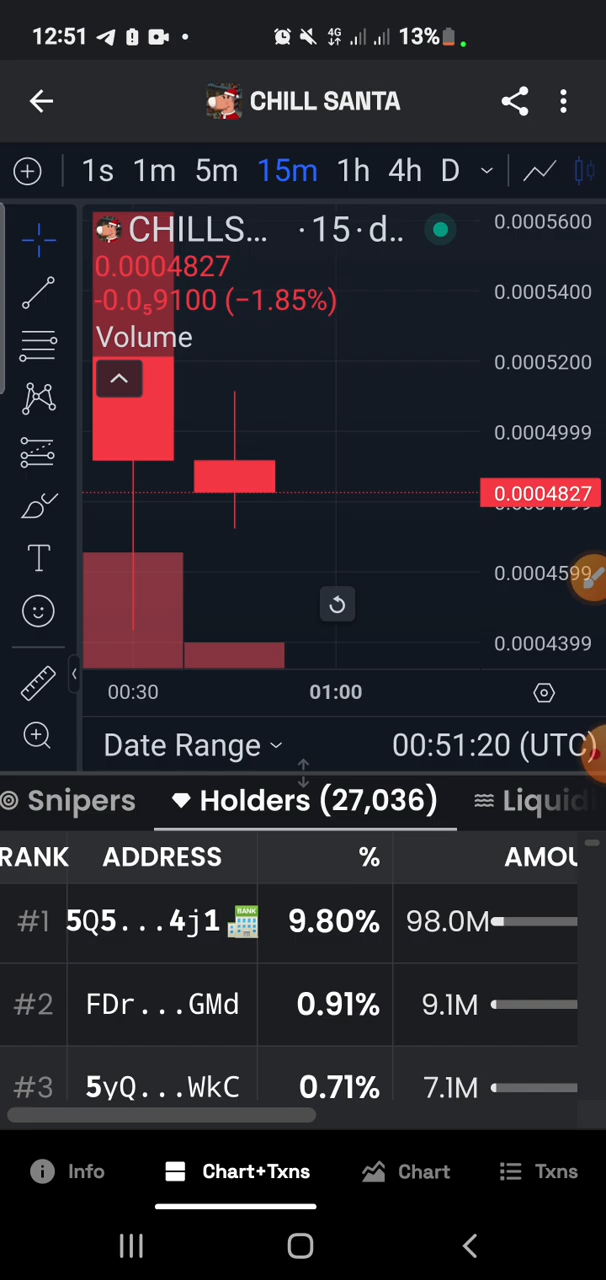 12:51 4G 13%
CHILL SANTA
1s 1m 5m 15m 1h 4h D
CHILLS... · 15 · d...
0.0004827
-0.0₅9100 (−1.85%)
Volume
0.0005600
0.0005400
0.0005200
0.0004999
0.0004827
0.0004599
0.0004399
00:30 01:00
Date Range 00:51:20 (UTC)
Snipers Holders (27,036) Liquid
RANK ADDRESS % AMOU
#1 5Q5...4j1 BANK 9.80% 98.0M
#2 FDr...GMd 0.91% 9.1M
#3 5yQ...WkC 0.71% 7.1M
Info Chart+Txns Chart Txns